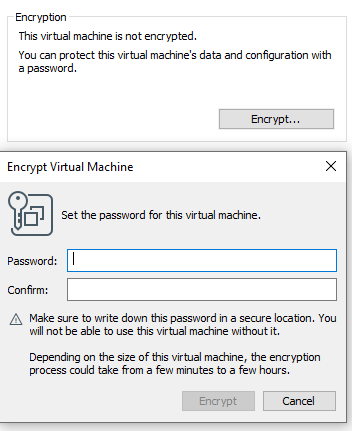 Encryption
This virtual machine is not encrypted.
You can protect this virtual machine's data and configuration with
a password.
Encrypt...
Encrypt Virtual Machine
Set the password for this virtual machine.
Password:
Confirm:
Make sure to write down this password in a secure location. You
will not be able to use this virtual machine without it.
Depending on the size of this virtual machine, the encryption
process could take from a few minutes to a few hours.
Encrypt
Cancel